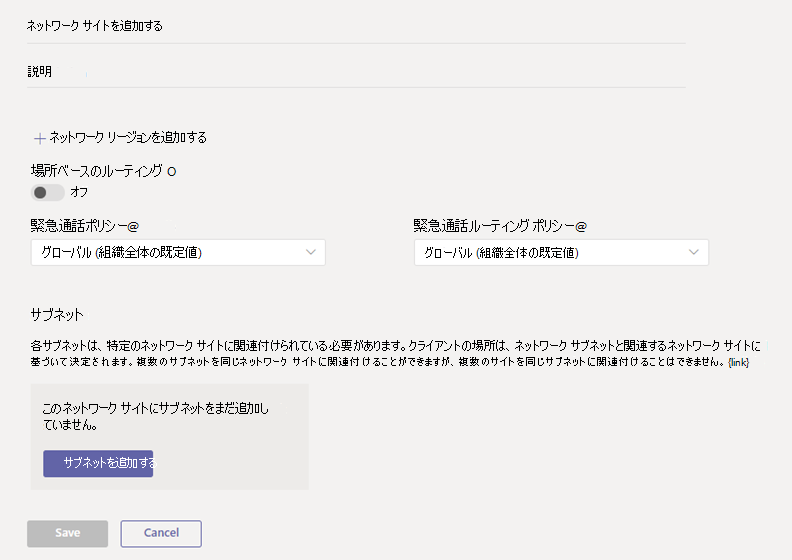 ネットワーク サイトを追加する
説明
＋ ネットワーク リージョンを追加する
場所ベースのルーティング O
オフ
緊急通話ポリシー@
緊急通話ルーティング ポリシー@
グローバル (組織全体の既定値)
グローバル (組織全体の既定値)
サブネット
各サブネットは、特定のネットワーク サイトに関連付けられている必要があります。クライアントの場所は、ネットワーク サブネットと関連するネットワーク サイトに
基づいて決定されます。複数のサブネットを同じネットワーク サイトに関連付けることができますが、複数のサイトを同じサブネットに関連付けることはできません。{link}
このネットワーク サイトにサブネットをまだ追加し
ていません。
サブネットを追加する
Save
Cancel